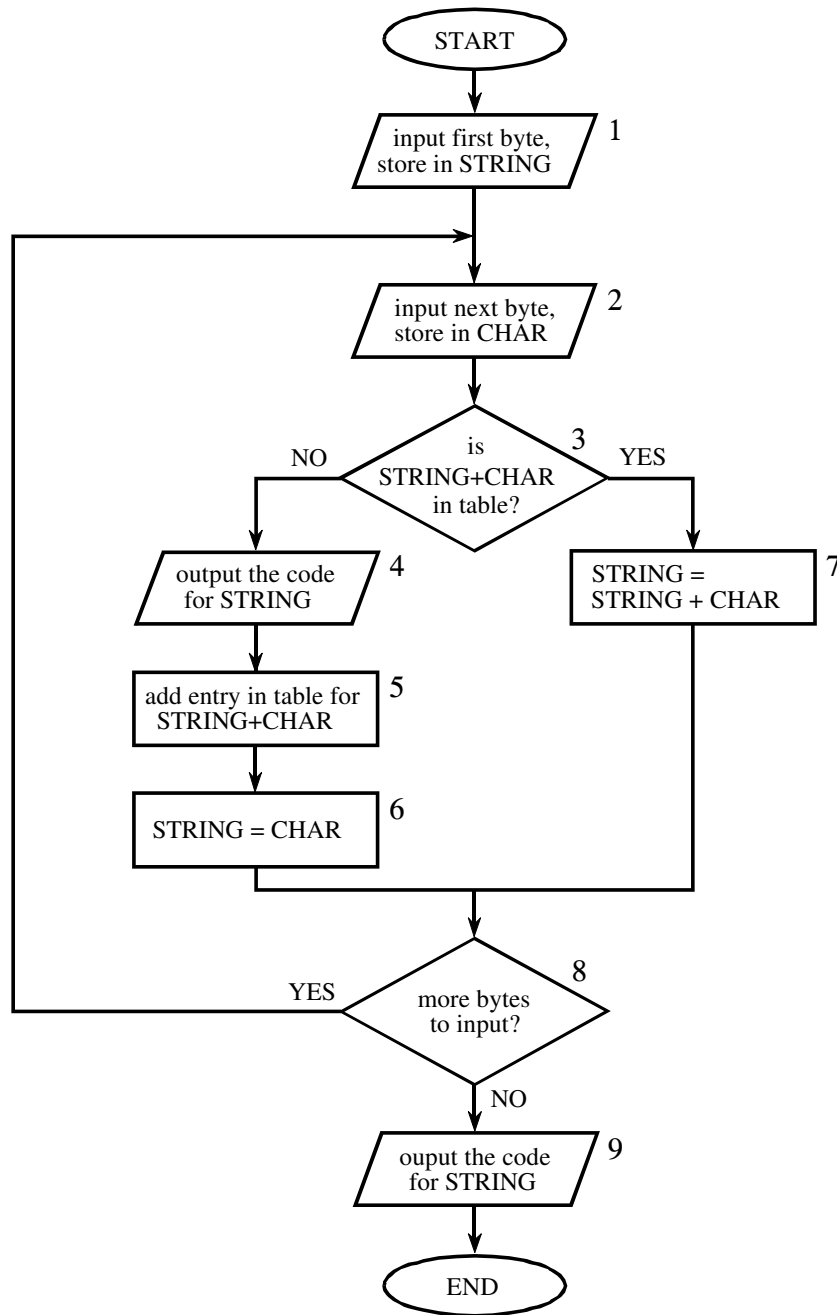 START
input first byte,
store in STRING
1
input next byte,
store in CHAR
2
is
STRING+CHAR
in table?
3
NO
YES
output the code
for STRING
4
STRING =
STRING + CHAR
7
add entry in table for
STRING+CHAR
5
STRING = CHAR
6
more bytes
to input?
8
YES
NO
ouput the code
for STRING
9
END